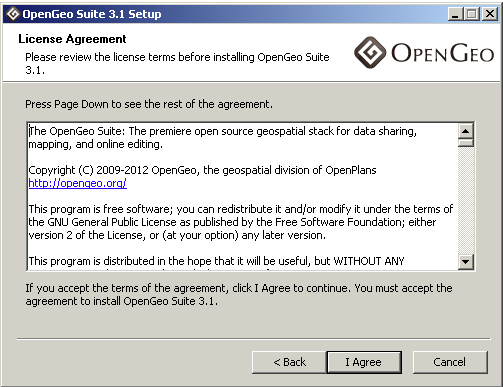 OpenGeo Suite 3.1 Setup
License Agreement
Please review the license terms before installing OpenGeo Suite
3.1.
OPENGEO
Press Page Down to see the rest of the agreement.
The OpenGeo Suite: The premiere open source geospatial stack for data sharing,
mapping, and online editing.
Copyright (C) 2009-2012 OpenGeo, the geospatial division of OpenPlans
http://opengeo.org/
This program is free software; you can redistribute it and/or modify it under the terms of
the GNU General Public License as published by the Free Software Foundation; either
version 2 of the License, or (at your option) any later version.
This program is distributed in the hope that it will be useful, but WITHOUT ANY
If you accept the terms of the agreement, click I Agree to continue. You must accept the
agreement to install OpenGeo Suite 3.1.
< Back
I Agree
Cancel